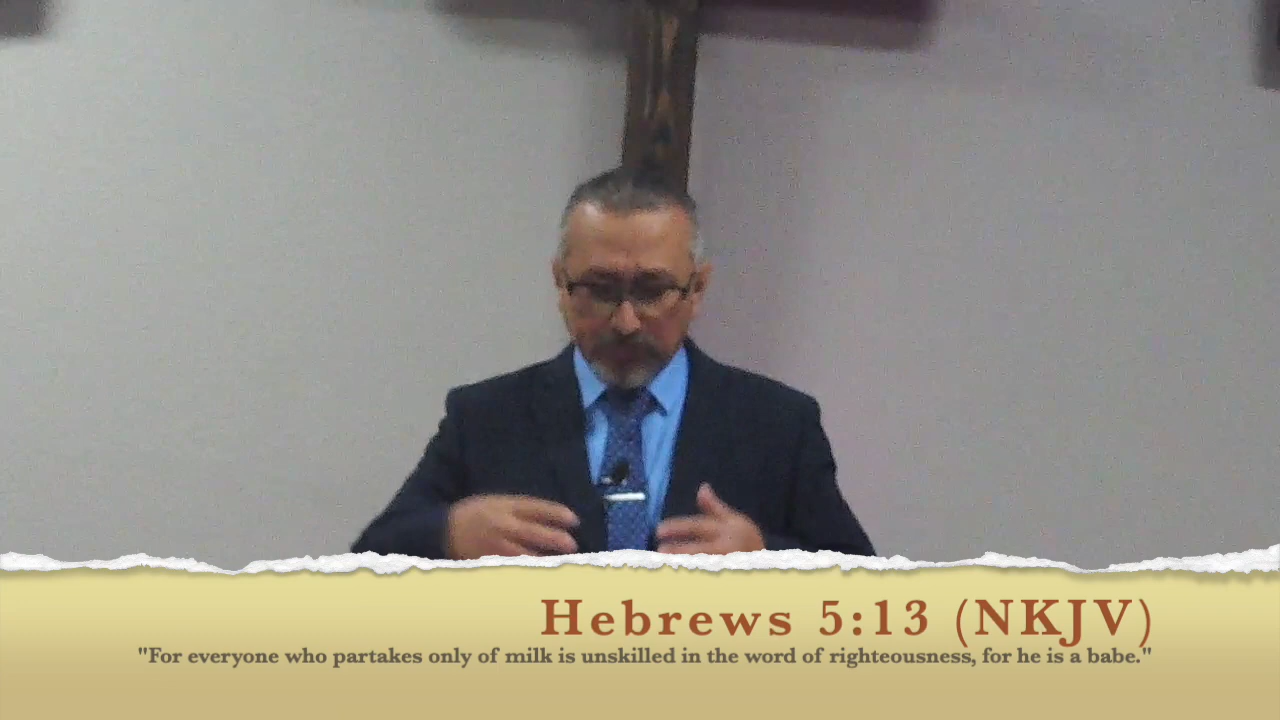 Hebrews 5:13 (NKJV)
"For everyone who partakes only of milk is unskilled in the word of righteousness, for he is a babe."